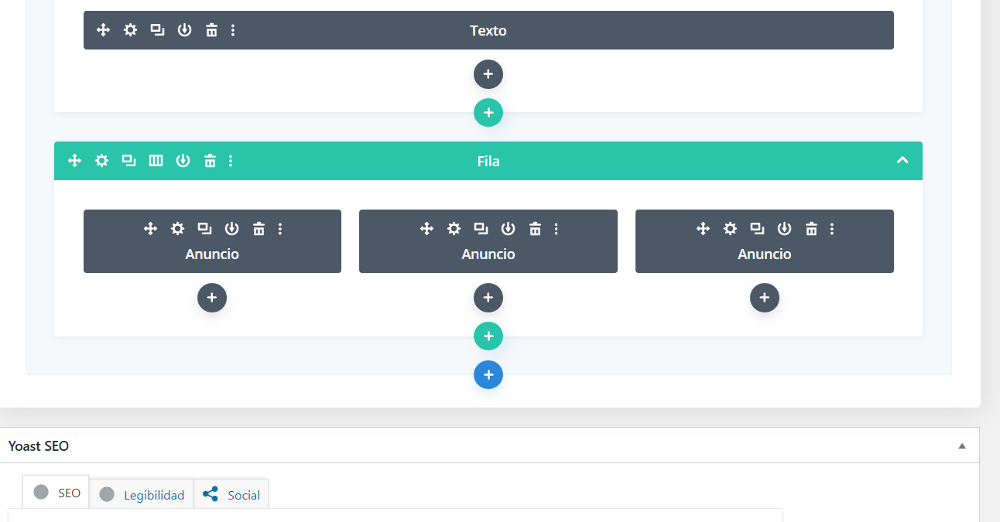 Texto
Fila
Anuncio Anuncio Anuncio
Yoast SEO
SEO Legibilidad Social